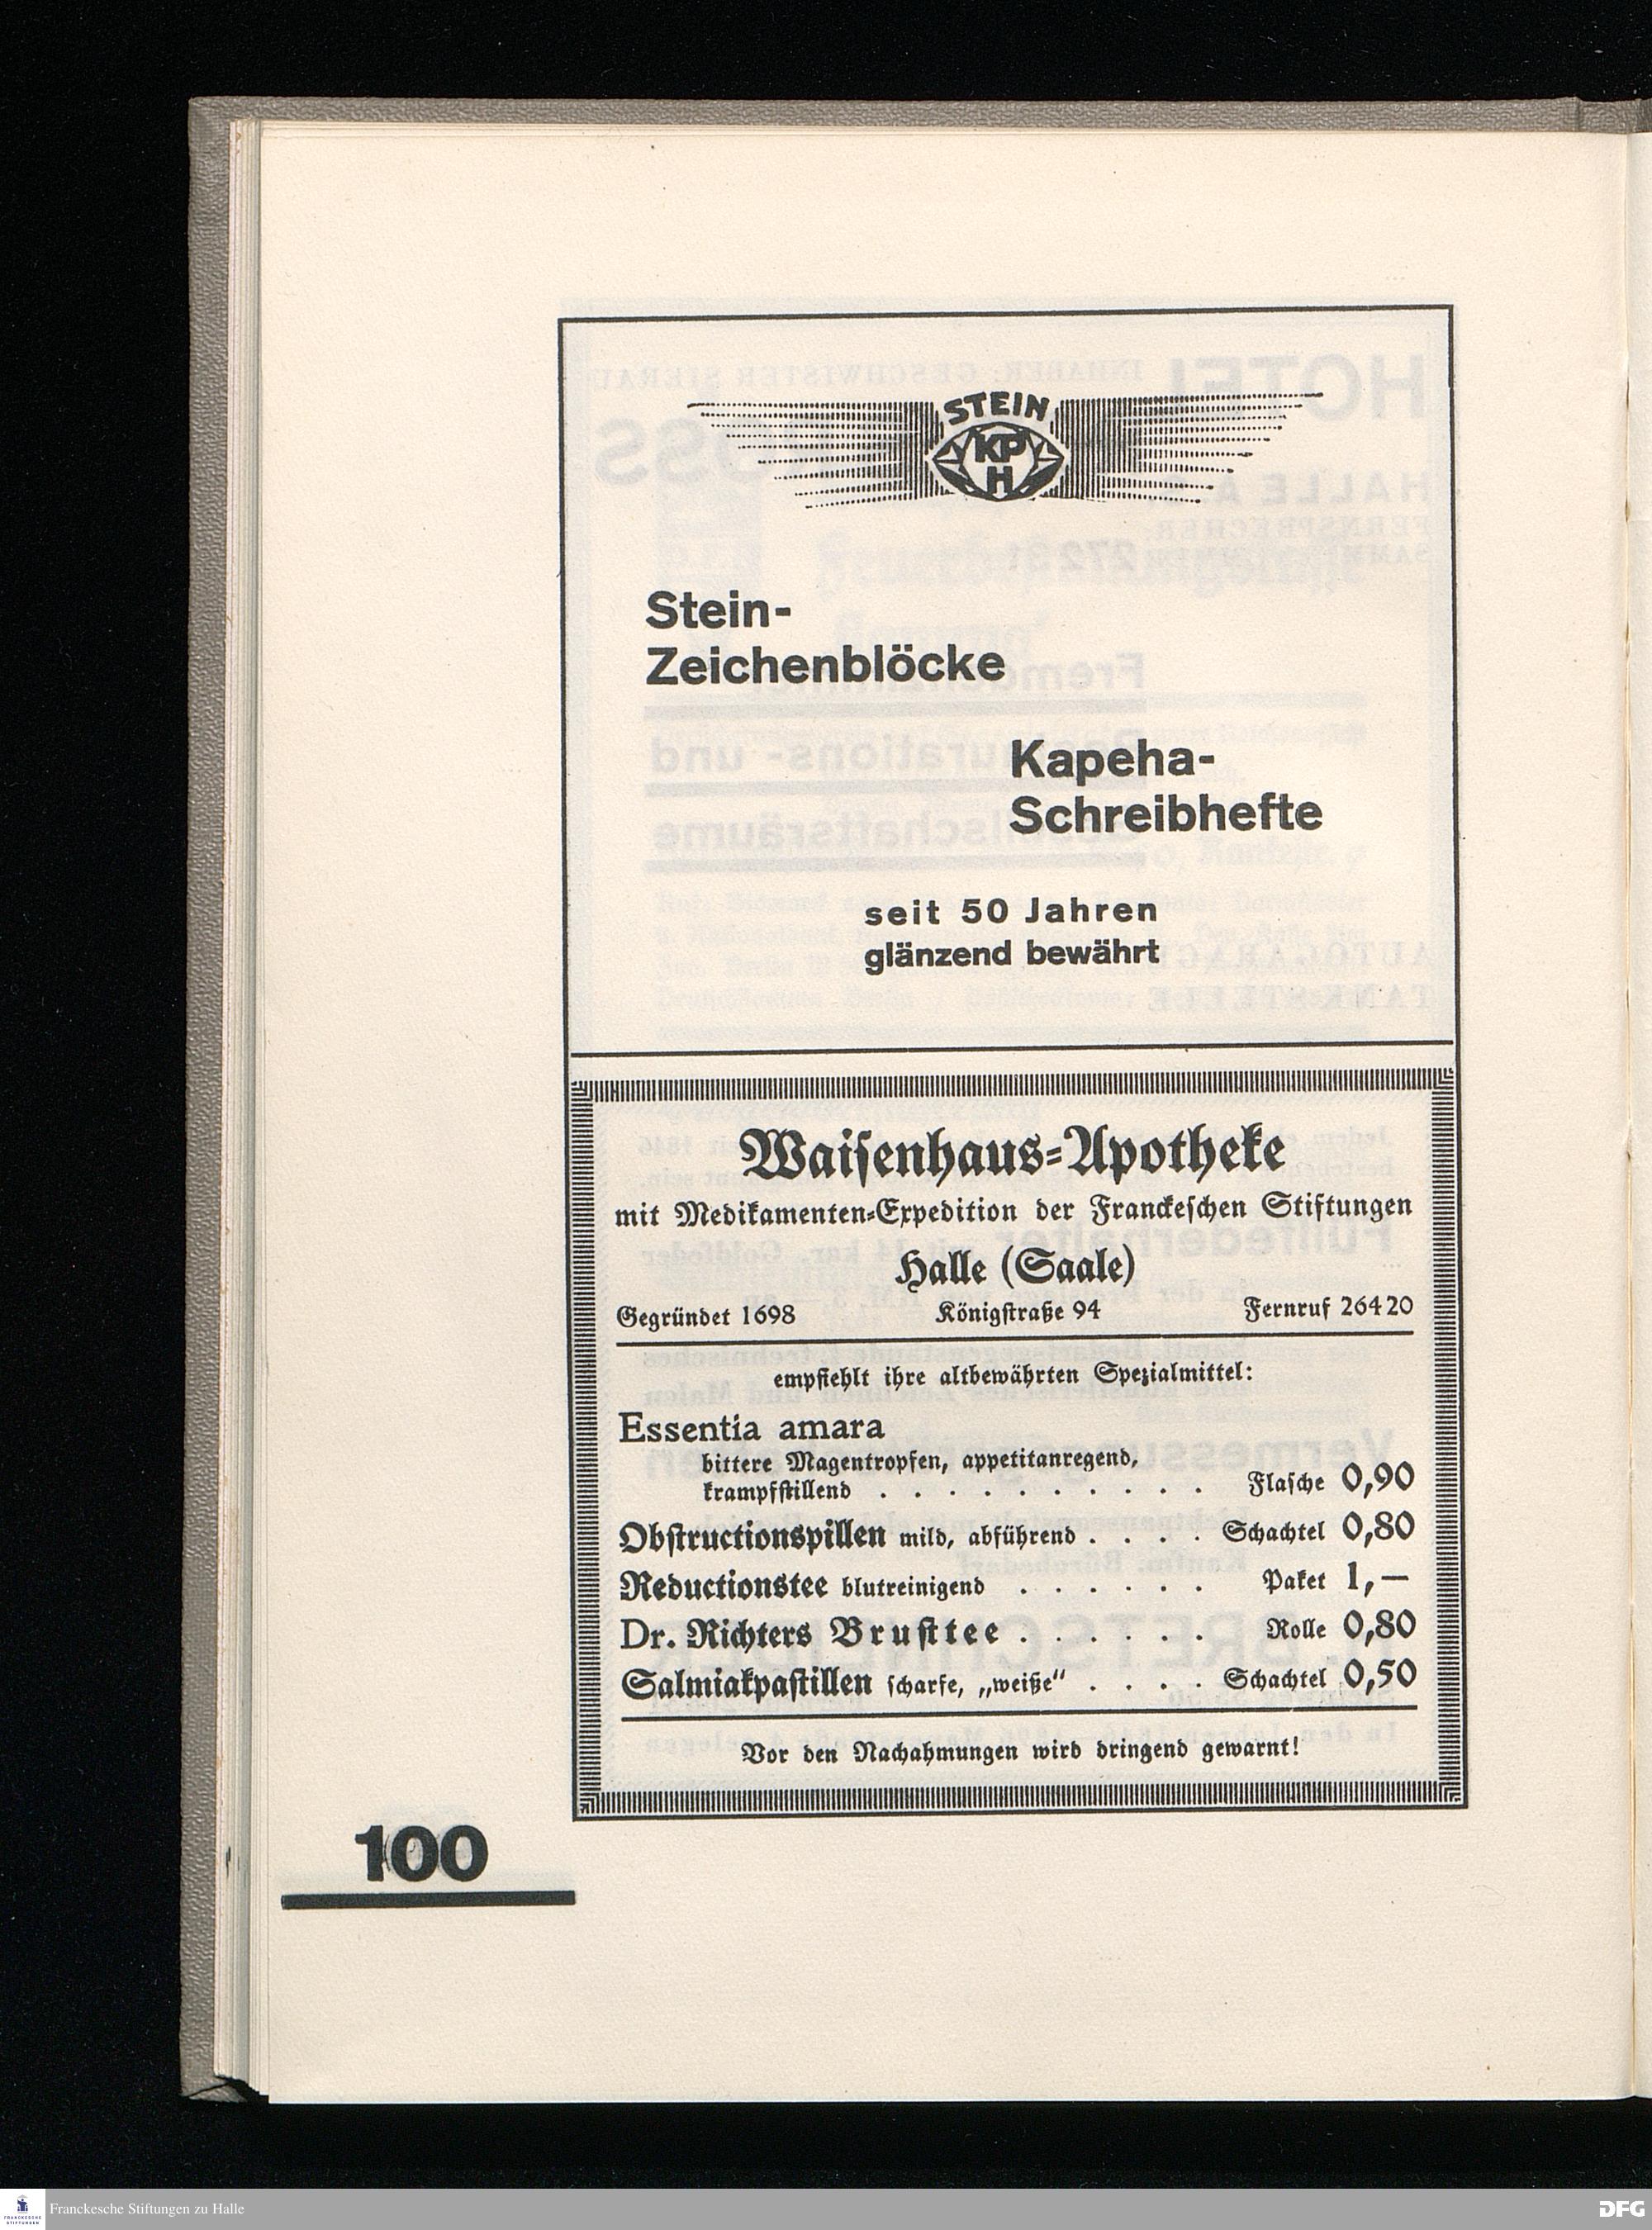 STEIN
KP
H
Stein-
Zeichenblöcke
Kapeha-
Schreibhefte
seit 50 Jahren
glänzend bewährt
Waisenhaus-Apotheke
mit Medikamenten-Expedition der Franckeschen Stiftungen
Halle (Saale)
Gegründet 1698 Königstraße 94 Fernruf 26420
empfiehlt ihre altbewährten Spezialmittel:
Essentia amara
bittere Magentropfen, appetitanregend,
krampfstillend . . . . . . . . . . Flasche 0,90
Obstructionspillen mild, abführend . . . . Schachtel 0,80
Reductionstee blutreinigend . . . . . . Paket 1,—
Dr. Richters Brusttee . . . . . . Rolle 0,80
Salmiakpastillen scharfe, „weiße“ . . . . Schachtel 0,50
Vor den Nachahmungen wird dringend gewarnt!
100
Franckesche Stiftungen zu Halle
DFG